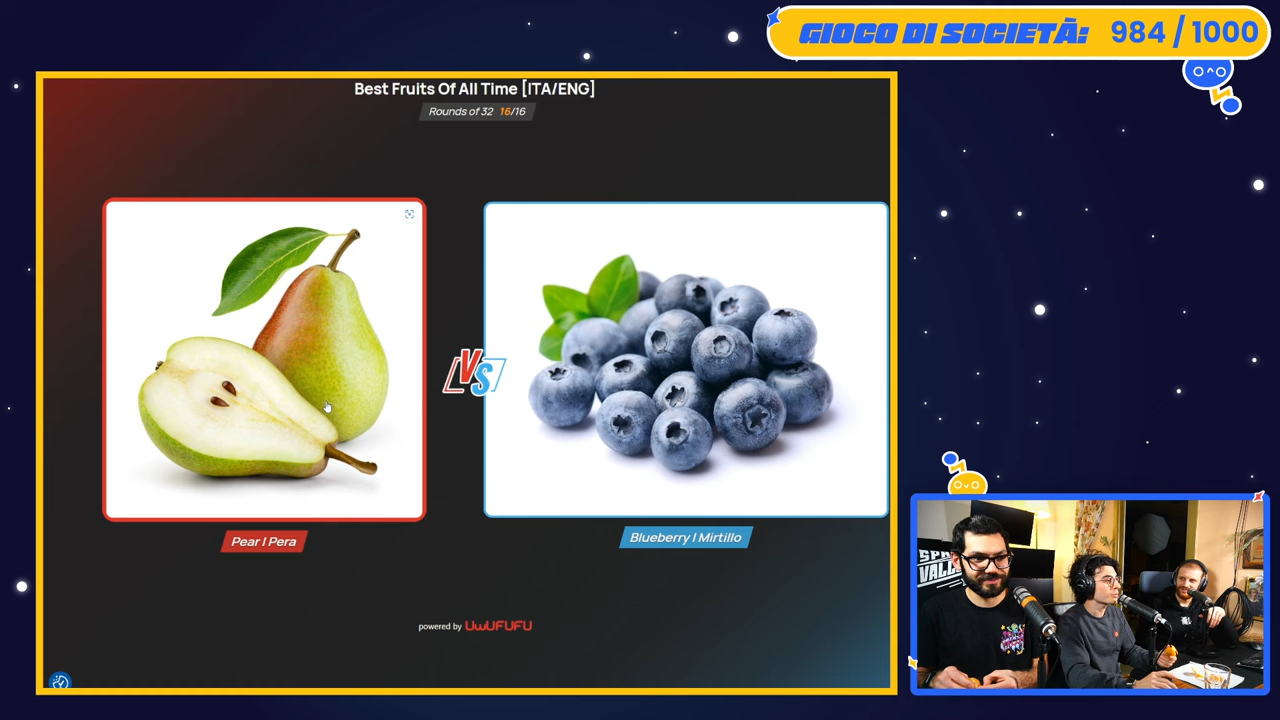 GIOCO DI SOCIETÀ: 984 / 1000
Best Fruits Of All Time [ITA/ENG]
Rounds of 32 16/16
VS
Pear | Pera
Blueberry | Mirtillo
powered by UwUFUFU